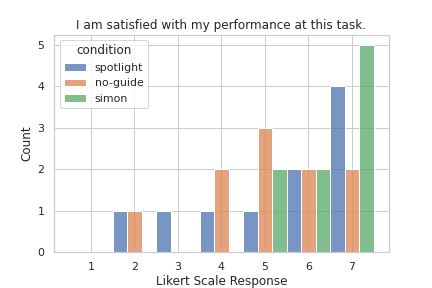 I am satisfied with my performance at this task.
condition
spotlight
no-guide
simon
5
4
3
2
1
0
Count
1 2 3 4 5 6 7
Likert Scale Response